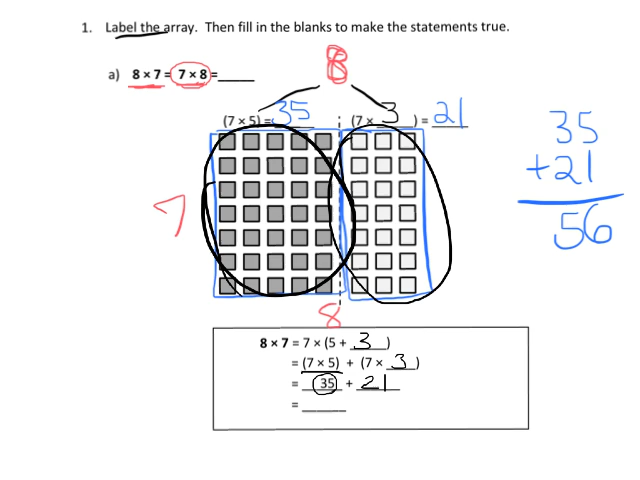 1. Label the array. Then fill in the blanks to make the statements true.
8
a) 8 × 7 = 7 × 8 = ____
(7 × 5) = 35 (7 × 3) = 21
35
+21
56
7
8
8 × 7 = 7 × (5 + 3)
= (7 × 5) + (7 × 3)
= 35 + 21
= ____